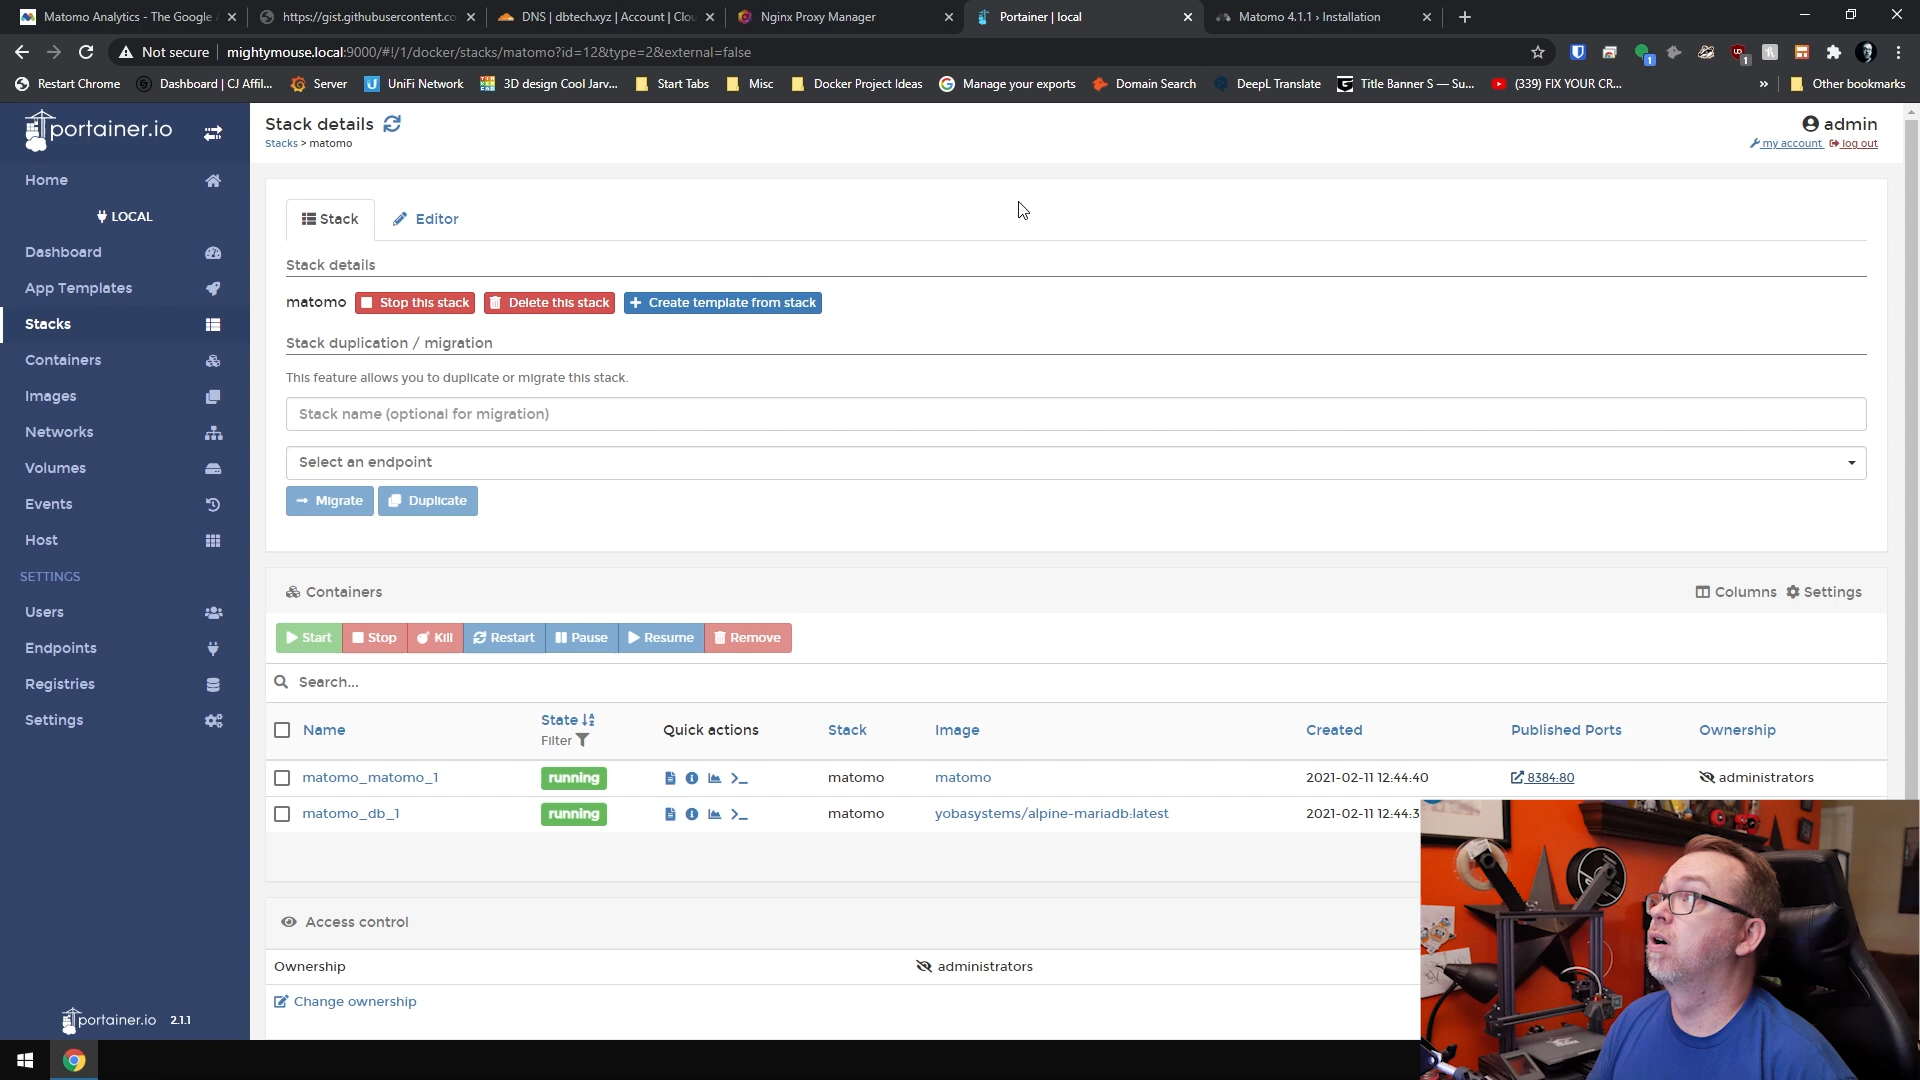 Matomo Analytics - The Google
https://gist.githubusercontent.co
DNS | dbtech.xyz | Account | Clou
Nginx Proxy Manager
Portainer | local
Matomo 4.1.1 › Installation
Not secure
mightymouse.local:9000/#!/1/docker/stacks/matomo?id=12&type=2&external=false
Restart Chrome
Dashboard | CJ Affil...
Server
UniFi Network
3D design Cool Jarv...
Start Tabs
Misc
Docker Project Ideas
Manage your exports
Domain Search
DeepL Translate
Title Banner S — Su...
(339) FIX YOUR CR...
»
Other bookmarks
portainer.io
Stack details
Stacks > matomo
admin
my account
log out
Home
LOCAL
Dashboard
App Templates
Stacks
Containers
Images
Networks
Volumes
Events
Host
SETTINGS
Users
Endpoints
Registries
Settings
portainer.io 2.1.1
Stack
Editor
Stack details
matomo
Stop this stack
Delete this stack
Create template from stack
Stack duplication / migration
This feature allows you to duplicate or migrate this stack.
Stack name (optional for migration)
Select an endpoint
Migrate
Duplicate
Containers
Columns
Settings
Start
Stop
Kill
Restart
Pause
Resume
Remove
Search...
Name
State
Filter
Quick actions
Stack
Image
Created
Published Ports
Ownership
matomo_matomo_1
running
matomo
matomo
2021-02-11 12:44:40
8384:80
administrators
matomo_db_1
running
matomo
yobasystems/alpine-mariadb:latest
2021-02-11 12:44:3
Access control
Ownership
administrators
Change ownership